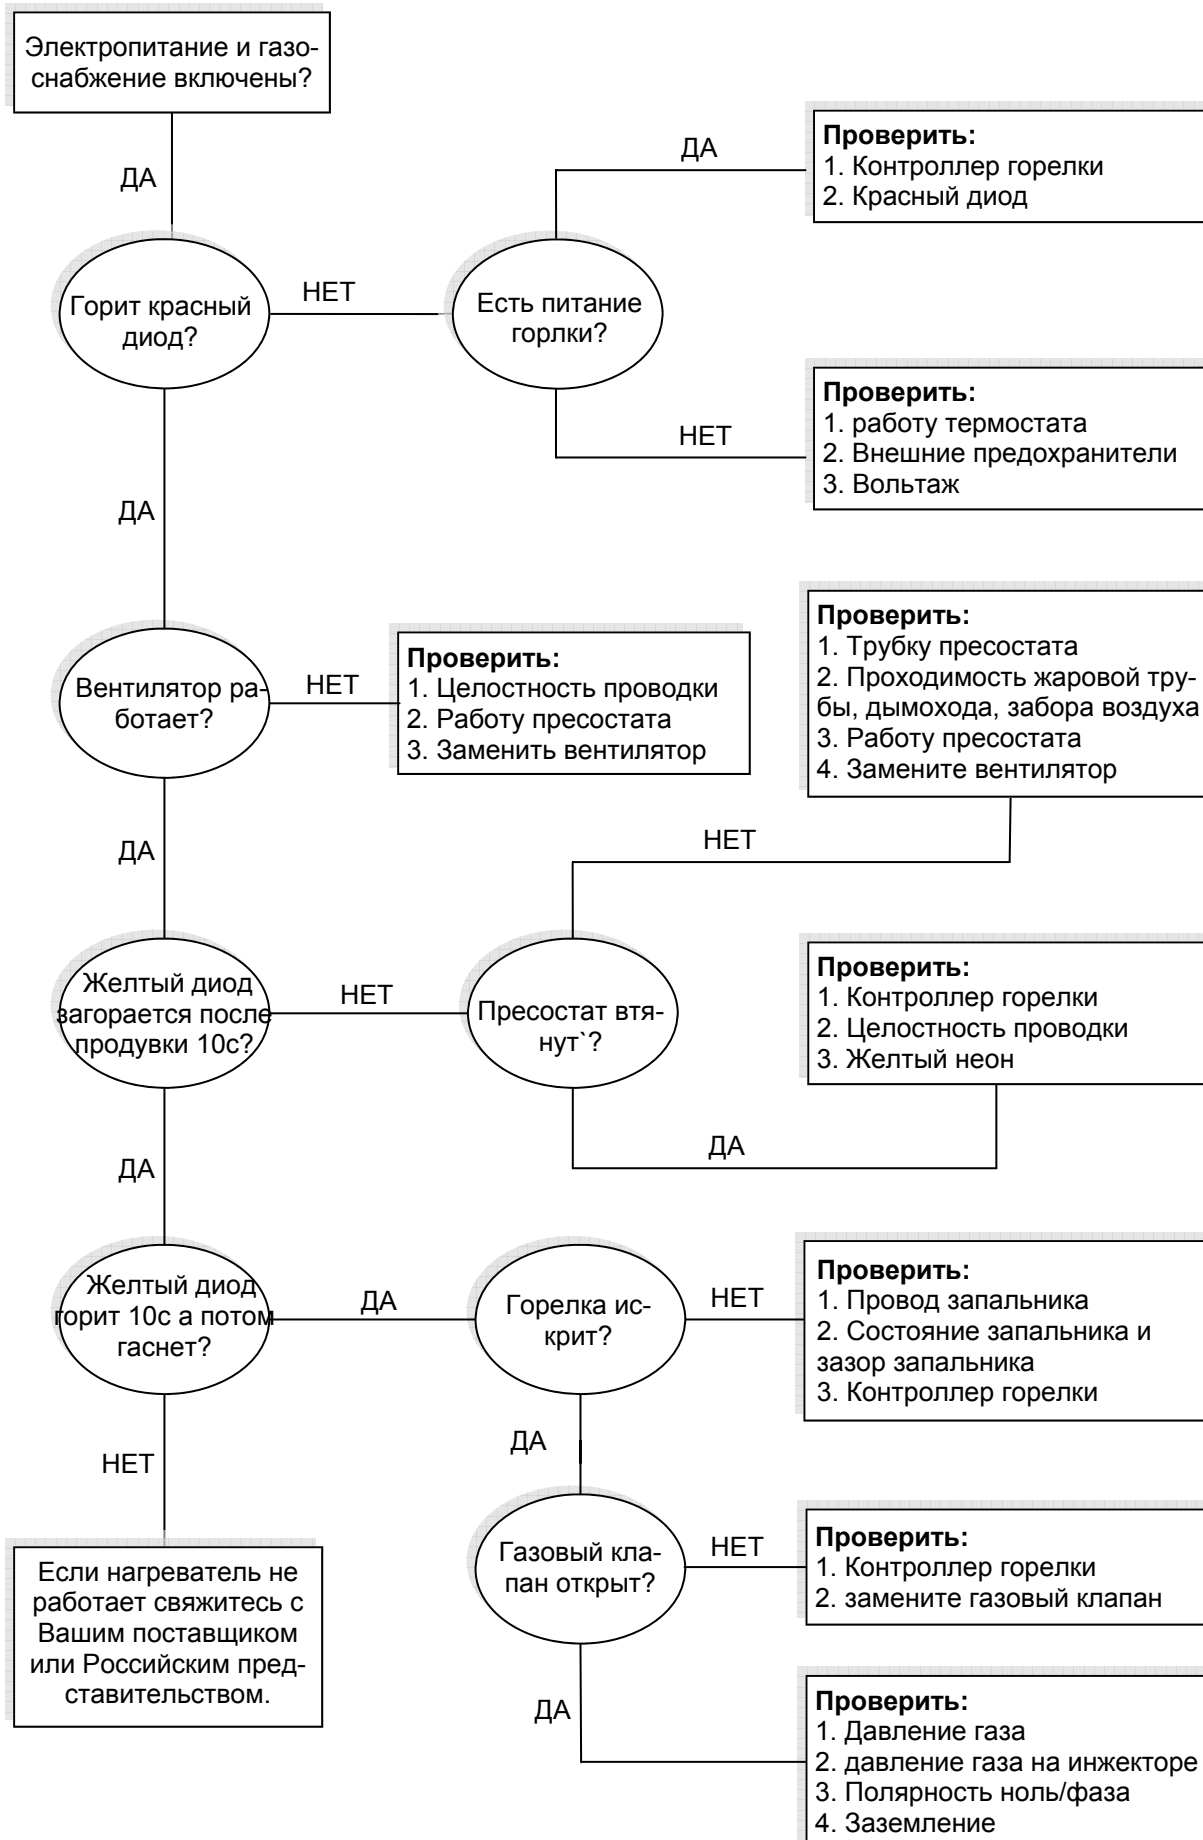 Электропитание и газо-
снабжение включены?
ДА
ДА
Проверить:
1. Контроллер горелки
2. Красный диод
Горит красный
диод?
НЕТ
Есть питание
горлки?
НЕТ
Проверить:
1. работу термостата
2. Внешние предохранители
3. Вольтаж
ДА
Вентилятор ра-
ботает?
НЕТ
Проверить:
1. Целостность проводки
2. Работу пресостата
3. Заменить вентилятор
Проверить:
1. Трубку пресостата
2. Проходимость жаровой тру-
бы, дымохода, забора воздуха
3. Работу пресостата
4. Замените вентилятор
ДА
НЕТ
Желтый диод
загорается после
продувки 10с?
НЕТ
Пресостат втя-
нут`?
Проверить:
1. Контроллер горелки
2. Целостность проводки
3. Желтый неон
ДА
ДА
Желтый диод
горит 10с а потом
гаснет?
ДА
Горелка ис-
крит?
НЕТ
Проверить:
1. Провод запальника
2. Состояние запальника и
зазор запальника
3. Контроллер горелки
НЕТ
ДА
Если нагреватель не
работает свяжитесь с
Вашим поставщиком
или Российским пред-
ставительством.
Газовый кла-
пан открыт?
НЕТ
Проверить:
1. Контроллер горелки
2. замените газовый клапан
ДА
Проверить:
1. Давление газа
2. давление газа на инжекторе
3. Полярность ноль/фаза
4. Заземление